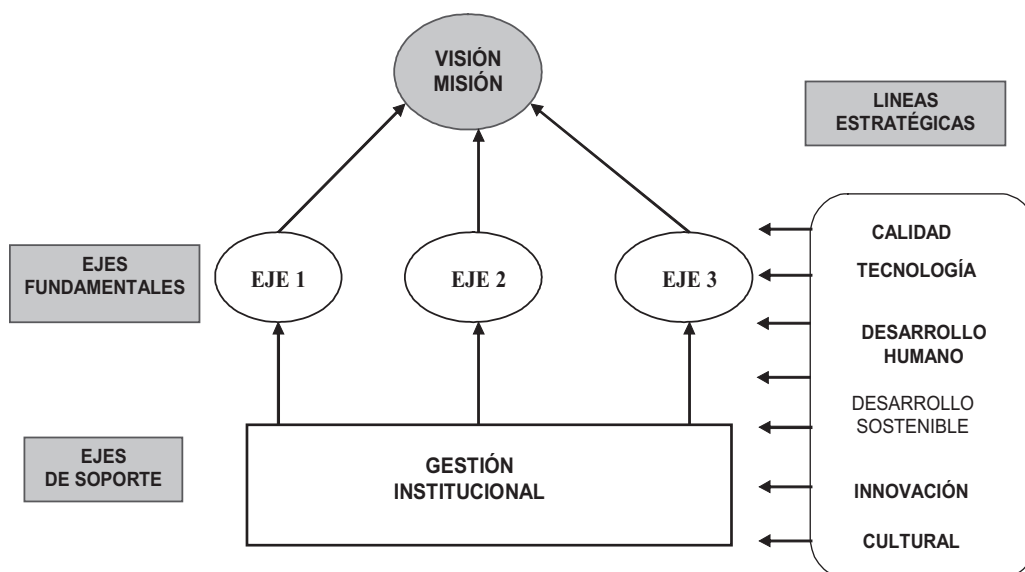 VISIÓN
MISIÓN
LINEAS
ESTRATÉGICAS
EJES
FUNDAMENTALES
EJE 1
EJE 2
EJE 3
CALIDAD
TECNOLOGÍA
DESARROLLO
HUMANO
DESARROLLO
SOSTENIBLE
INNOVACIÓN
CULTURAL
EJES
DE SOPORTE
GESTIÓN
INSTITUCIONAL